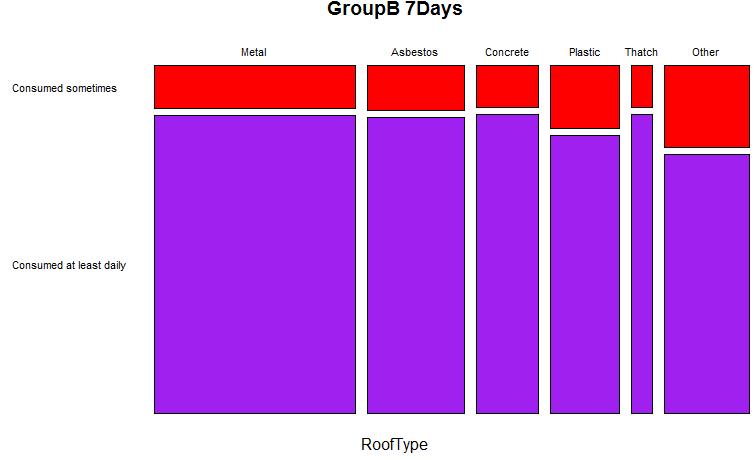 GroupB 7Days
Metal Asbestos Concrete Plastic Thatch Other
Consumed sometimes
Consumed at least daily
RoofType